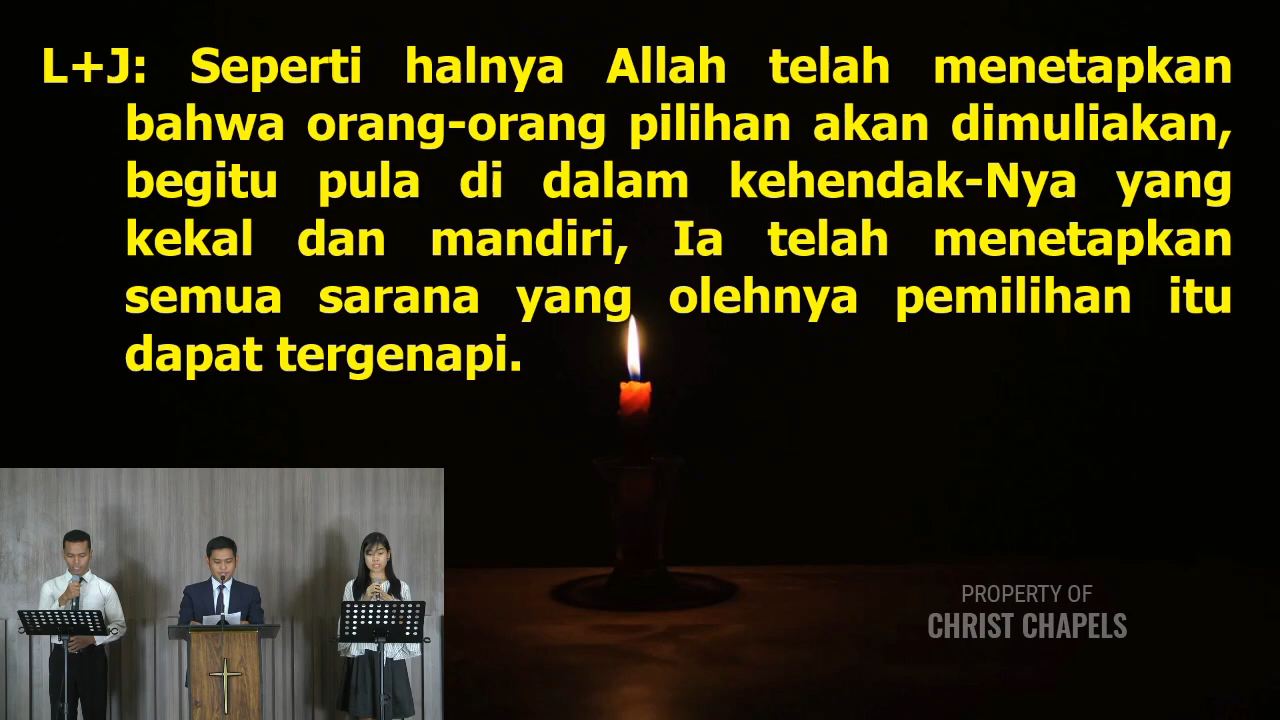 L+J: Seperti halnya Allah telah menetapkan
bahwa orang-orang pilihan akan dimuliakan,
begitu pula di dalam kehendak-Nya yang
kekal dan mandiri, Ia telah menetapkan
semua sarana yang olehnya pemilihan itu
dapat tergenapi.
PROPERTY OF
CHRIST CHAPELS